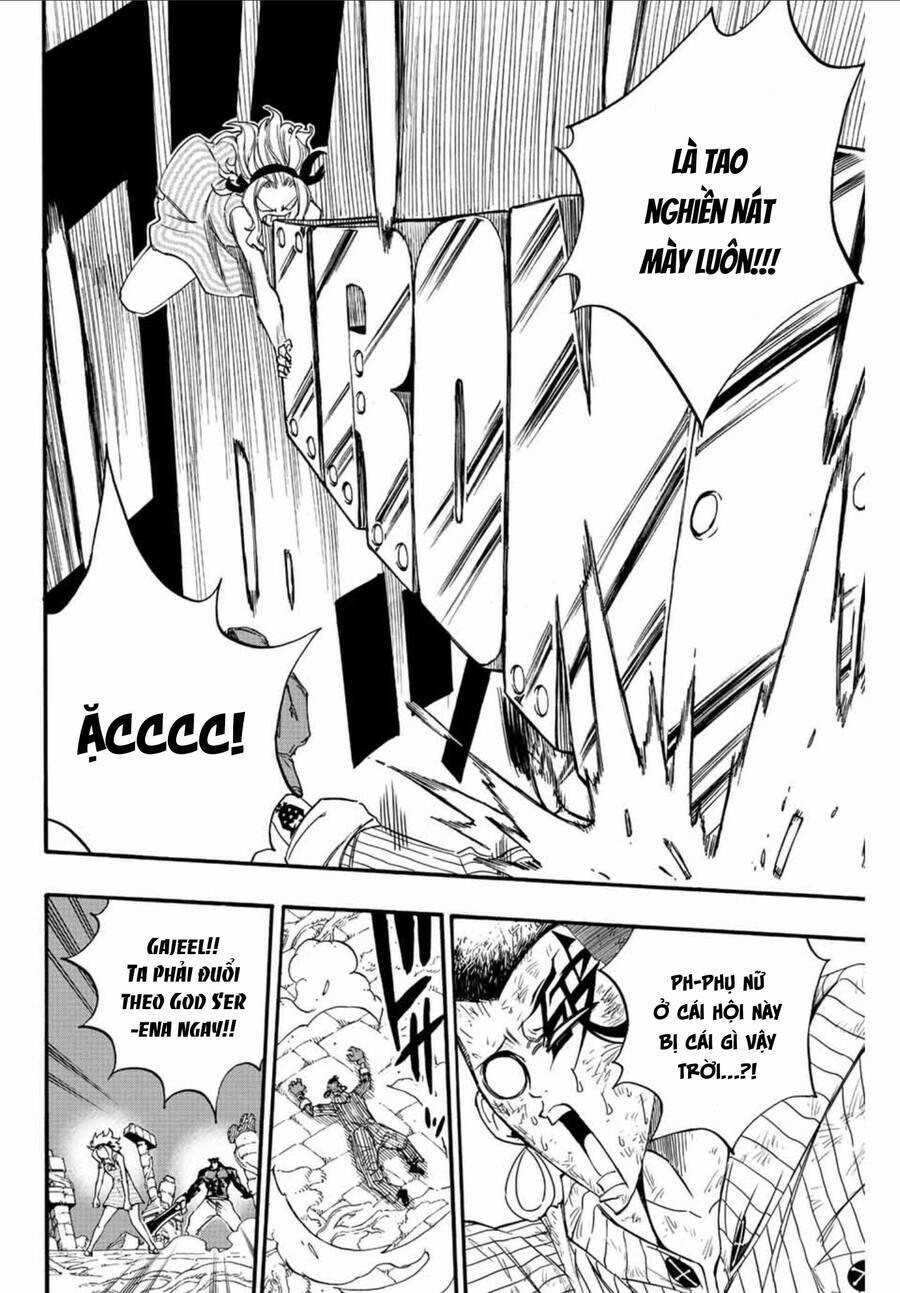 LÀ TAO
NGHIỀN NÁT
MÀY LUÔN!!!
IRON
ẶCCCC!
GAJEEL!!
TA PHẢI ĐUỔI
THEO GOD SER
-ENA NGAY!!
PH-PHỤ NỮ
Ở CÁI HỘI NÀY
BỊ CÁI GÌ VẬY
TRỜI...?!